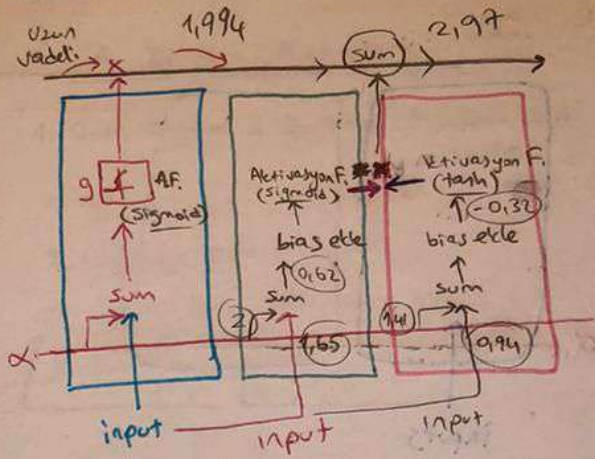 uzun
vadeli
1,994
sum
2,97
x
g
A.F.
(sigmoid)
Aktivasyon F.
(sigmoid)
Aktivasyon F.
(tanh)
-0,32
bias ekle
bias ekle
0,62
sum
sum
sum
2
1,65
1,41
0,94
α
input
input
input